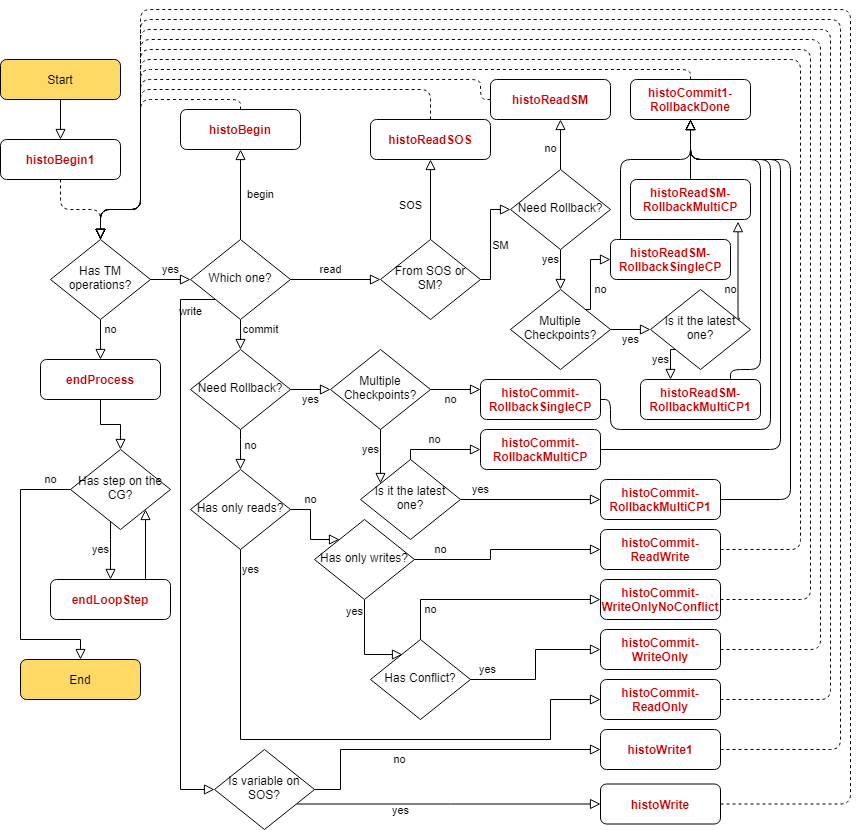 Start
histoBegin1
histoBegin
histoReadSOS
histoReadSM
histoCommit1-
RollbackDone
begin
SOS
no
SM
Need Rollback?
histoReadSM-
RollbackMultiCP
histoReadSM-
RollbackSingleCP
Has TM
operations?
yes
Which one?
read
From SOS or
SM?
yes
no
no
write
commit
no
Multiple
Checkpoints?
yes
Is it the latest
one?
yes
endProcess
Need Rollback?
yes
Multiple
Checkpoints?
no
histoCommit-
RollbackSingleCP
histoReadSM-
RollbackMultiCP1
no
yes
no
histoCommit-
RollbackMultiCP
no
Has step on the
CG?
Has only reads?
no
Is it the latest
one?
yes
histoCommit-
RollbackMultiCP1
yes
yes
Has only writes?
no
histoCommit-
ReadWrite
endLoopStep
yes
no
histoCommit-
WriteOnlyNoConflict
End
Has Conflict?
yes
histoCommit-
WriteOnly
histoCommit-
ReadOnly
Is variable on
SOS?
no
histoWrite1
yes
histoWrite